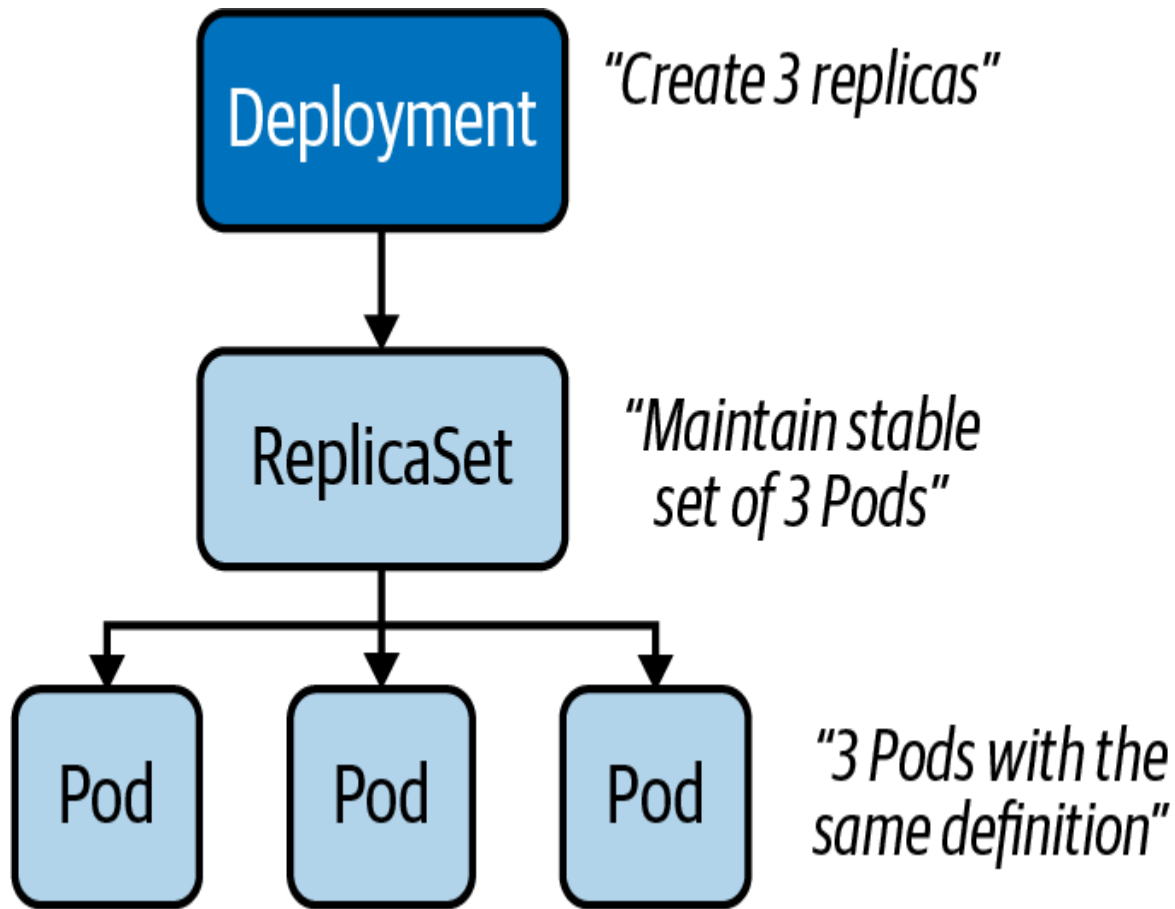 Deployment
“Create 3 replicas”
ReplicaSet
“Maintain stable
set of 3 Pods”
Pod
Pod
Pod
“3 Pods with the
same definition”